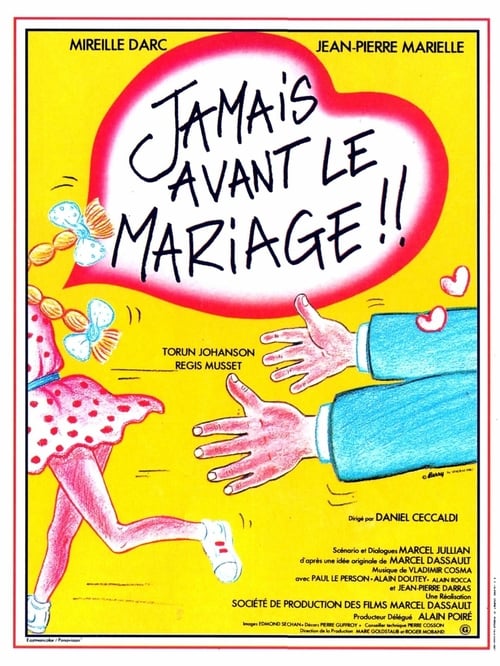 MIREILLE DARC
JEAN-PIERRE MARIELLE
JAMAIS
AVANT LE
MARIAGE!!
TORUN JOHANSON
REGIS MUSSET
Dirigé par DANIEL CECCALDI
Scénario et Dialogues MARCEL JULLIAN
d'après une idée originale de MARCEL DASSAULT
Musique de VLADIMIR COSMA
avec PAUL LE PERSON - ALAIN DOUTEY - ALAIN ROCCA
et JEAN-PIERRE DARRAS
Une Réalisation
SOCIÉTÉ DE PRODUCTION DES FILMS MARCEL DASSAULT
Producteur Délégué ALAIN POIRÉ
Images EDMOND SÉCHAN • Décors PIERRE GUFFROY • Conseiller technique PIERRE COSSON
Direction de la Production MARC GOLDSTAUB et ROGER MORAND
Eastmancolor / Panavision
G